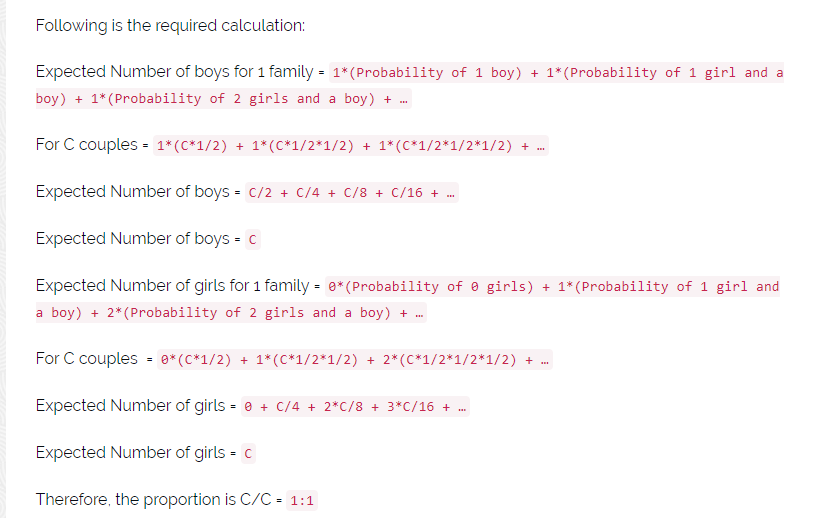 Following is the required calculation:
Expected Number of boys for 1 family = 1*(Probability of 1 boy) + 1*(Probability of 1 girl and a
boy) + 1*(Probability of 2 girls and a boy) + …
For C couples = 1*(C*1/2) + 1*(C*1/2*1/2) + 1*(C*1/2*1/2*1/2) + …
Expected Number of boys = C/2 + C/4 + C/8 + C/16 + …
Expected Number of boys = C
Expected Number of girls for 1 family = 0*(Probability of 0 girls) + 1*(Probability of 1 girl and
a boy) + 2*(Probability of 2 girls and a boy) + …
For C couples = 0*(C*1/2) + 1*(C*1/2*1/2) + 2*(C*1/2*1/2*1/2) + …
Expected Number of girls = 0 + C/4 + 2*C/8 + 3*C/16 + …
Expected Number of girls = C
Therefore, the proportion is C/C = 1:1